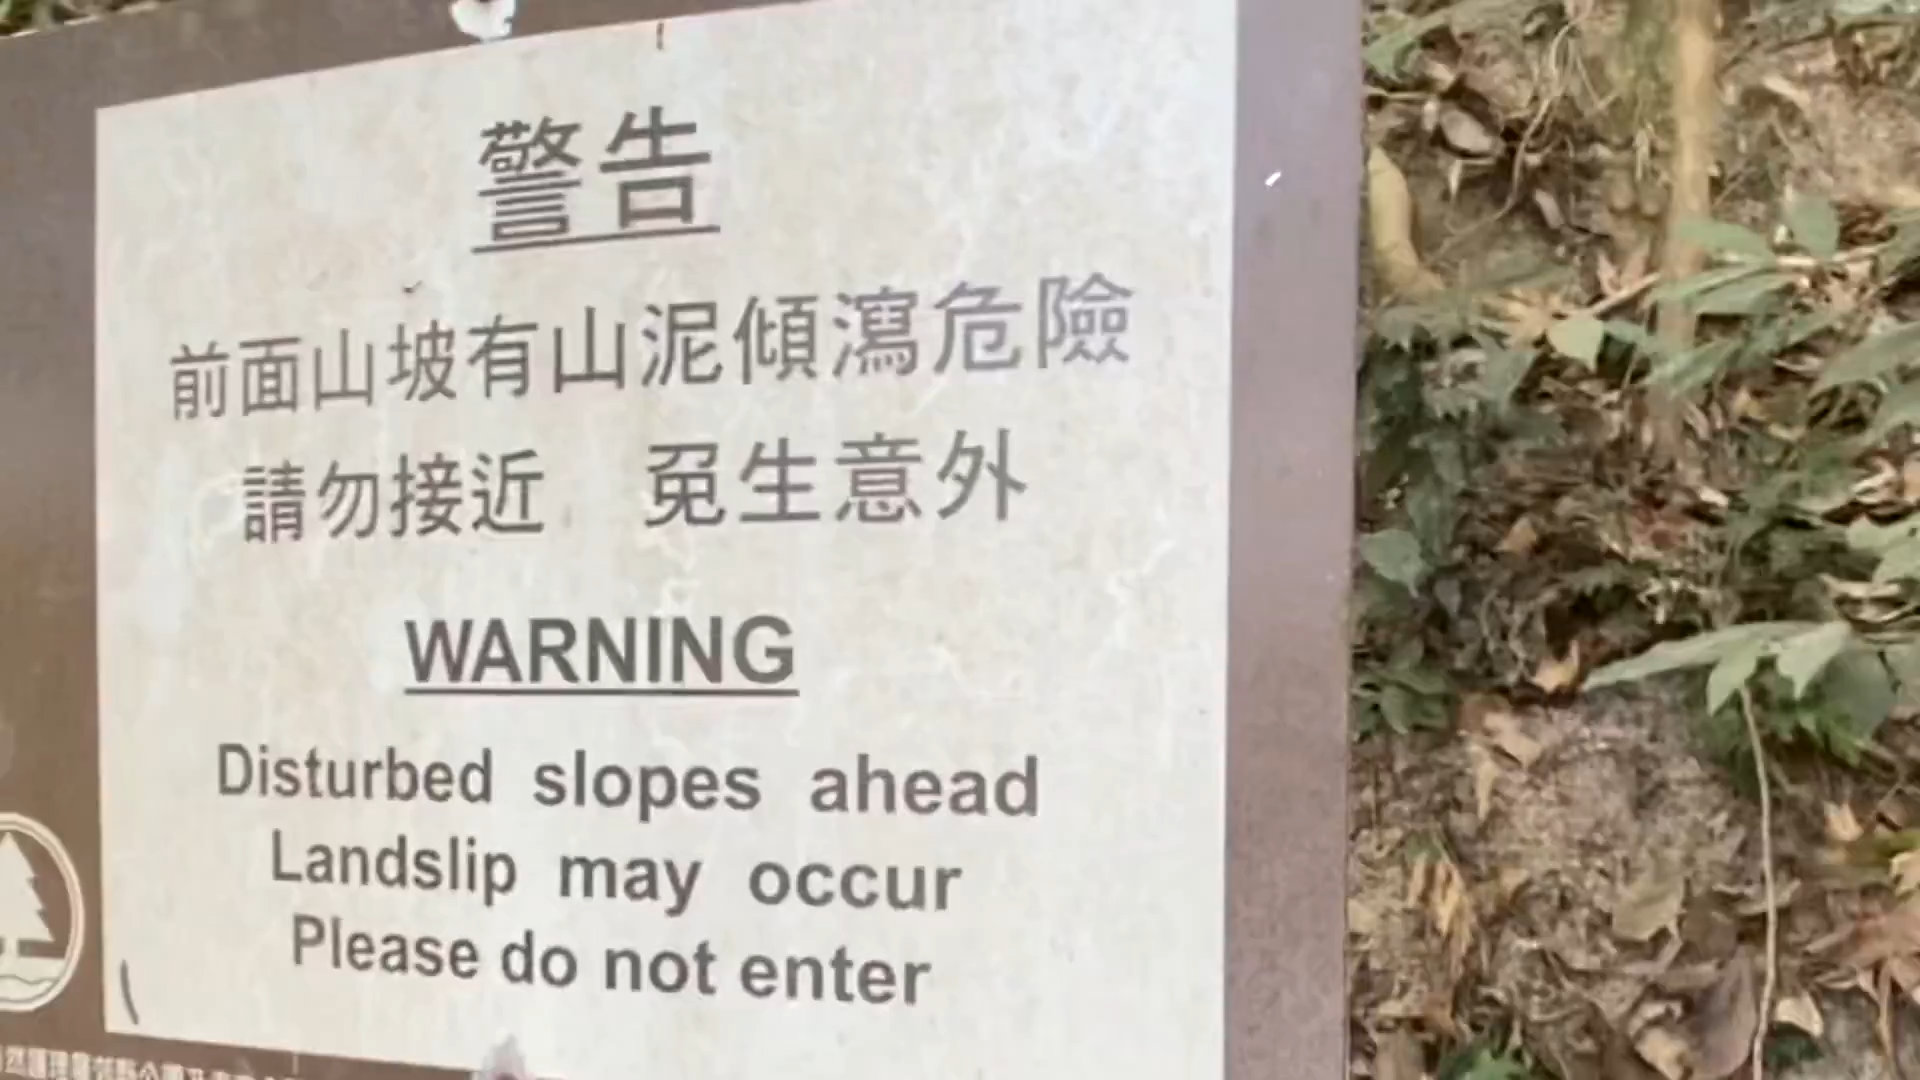 警告
前面山坡有山泥傾瀉危險
請勿接近　免生意外
WARNING
Disturbed slopes ahead
Landslip may occur
Please do not enter